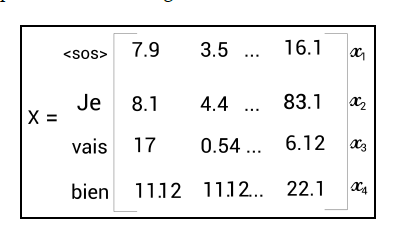 <sos> 7.9 3.5 ... 16.1 x₁
Je 8.1 4.4 ... 83.1 x₂
X =
vais 17 0.54 ... 6.12 x₃
bien 11.12 11.12... 22.1 x₄